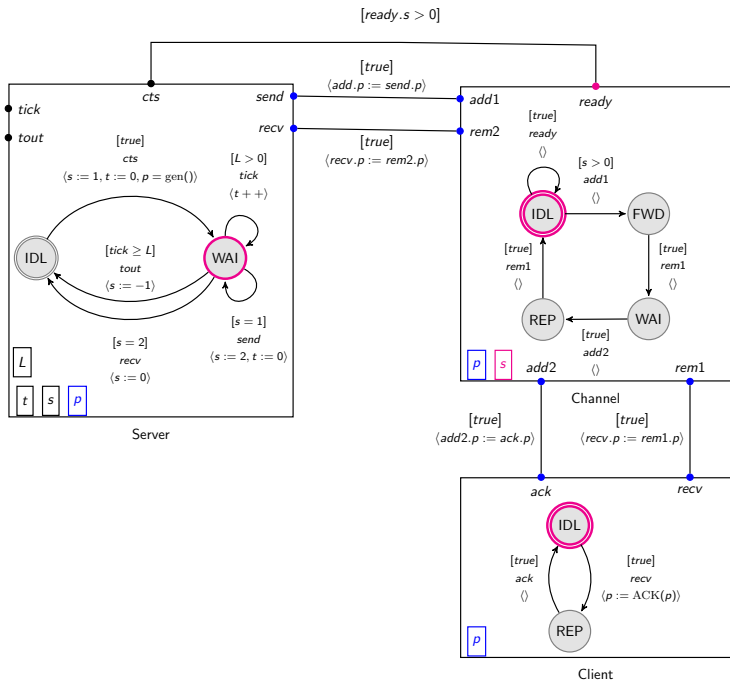 [ready.s > 0]
[true]
⟨add.p := send.p⟩
cts
send
recv
tick
tout
add1
rem2
ready
[true]
⟨recv.p := rem2.p⟩
[true]
cts
⟨s := 1, t := 0, p = gen()⟩
[L > 0]
tick
⟨t ++⟩
IDL
WAI
[tick ≥ L]
tout
⟨s := −1⟩
[s = 2]
recv
⟨s := 0⟩
[s = 1]
send
⟨s := 2, t := 0⟩
L
t
s
p
Server
[true]
ready
⟨⟩
[s > 0]
add1
⟨⟩
IDL
FWD
[true]
rem1
⟨⟩
[true]
rem1
⟨⟩
REP
WAI
[true]
add2
⟨⟩
p
s
add2
rem1
Channel
[true]
⟨add2.p := ack.p⟩
[true]
⟨recv.p := rem1.p⟩
ack
recv
IDL
[true]
ack
⟨⟩
[true]
recv
⟨p := ACK(p)⟩
REP
p
Client